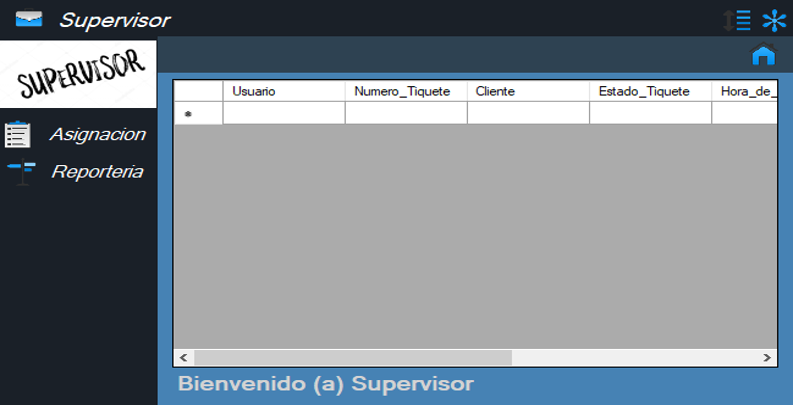 Supervisor
SUPERVISOR
Asignacion
Reporteria
Usuario Numero_Tiquete Cliente Estado_Tiquete Hora_de_
*
Bienvenido (a) Supervisor